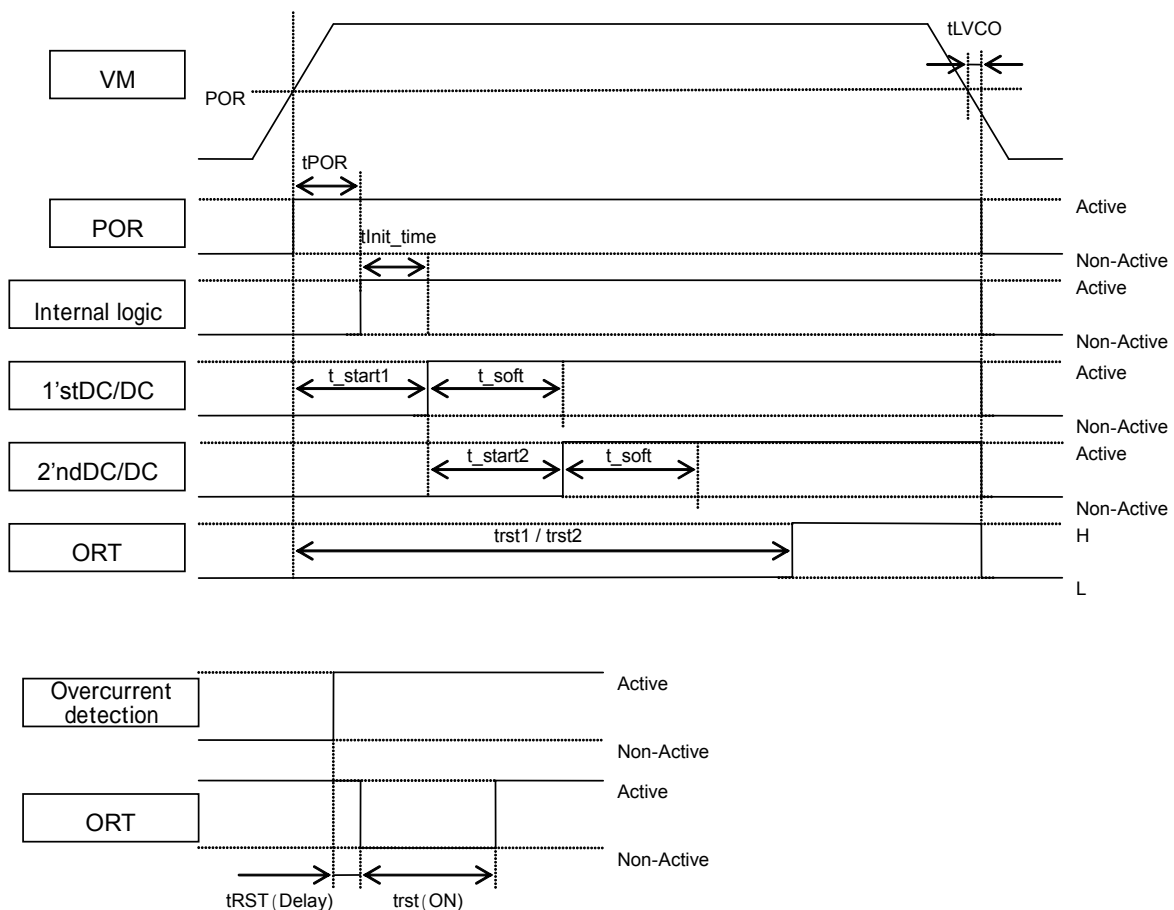 tLVCO
VM
POR
tPOR
POR
Active
tInit_time
Non-Active
Internal logic
Active
Non-Active
1'stDC/DC
t_start1
t_soft
Active
Non-Active
2'ndDC/DC
t_start2
t_soft
Active
Non-Active
ORT
trst1 / trst2
H
L
Overcurrent
detection
Active
Non-Active
ORT
Active
Non-Active
tRST(Delay)
trst(ON)